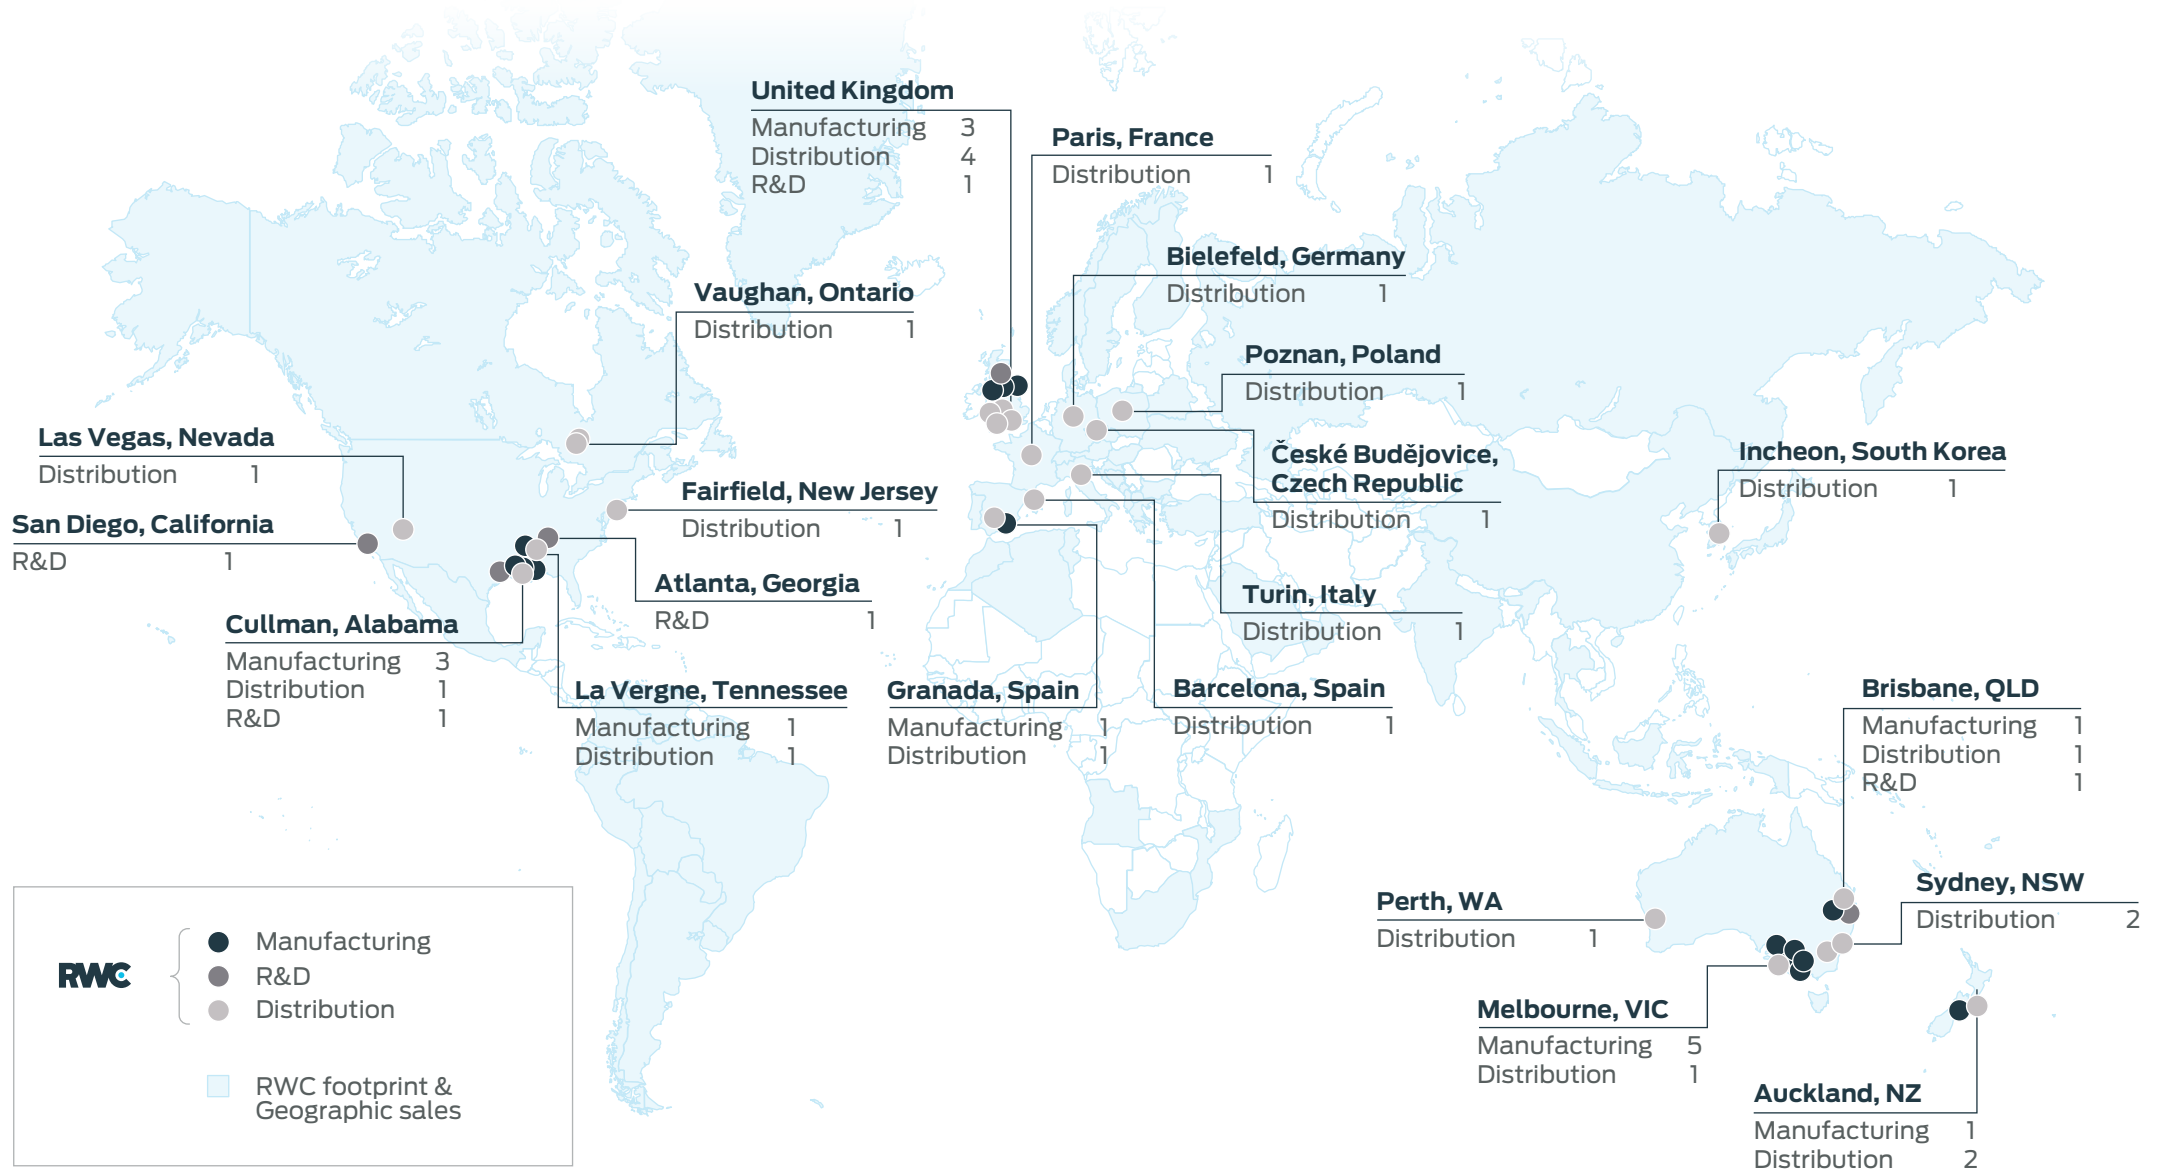 United Kingdom
Manufacturing 3
Distribution 4
R&D 1
Paris, France
Distribution 1
Bielefeld, Germany
Distribution 1
Vaughan, Ontario
Distribution 1
Poznan, Poland
Distribution 1
Las Vegas, Nevada
Distribution 1
České Budějovice,
Czech Republic
Distribution 1
Incheon, South Korea
Distribution 1
Fairfield, New Jersey
Distribution 1
San Diego, California
R&D 1
Atlanta, Georgia
R&D 1
Turin, Italy
Distribution 1
Cullman, Alabama
Manufacturing 3
Distribution 1
R&D 1
La Vergne, Tennessee
Manufacturing 1
Distribution 1
Granada, Spain
Manufacturing 1
Distribution 1
Barcelona, Spain
Distribution 1
Brisbane, QLD
Manufacturing 1
Distribution 1
R&D 1
Sydney, NSW
Distribution 2
Perth, WA
Distribution 1
Melbourne, VIC
Manufacturing 5
Distribution 1
Auckland, NZ
Manufacturing 1
Distribution 2
RWC
Manufacturing
R&D
Distribution
RWC footprint &
Geographic sales